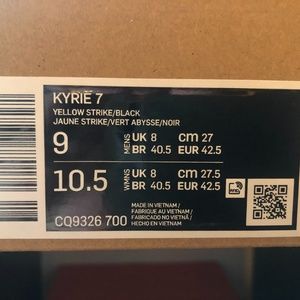 KYRIE 7
YELLOW STRIKE/BLACK
JAUNE STRIKE/VERT ABYSSE/NOIR
9 MENS UK 8 cm 27
BR 40.5 EUR 42.5
10.5 WMNS UK 8 cm 27.5
BR 40.5 EUR 42.5
CQ9326 700
MADE IN VIETNAM /
FABRIQUÉ AU VIETNAM /
FABRICADO NO VIETNÃ /
HECHO EN VIETNAM